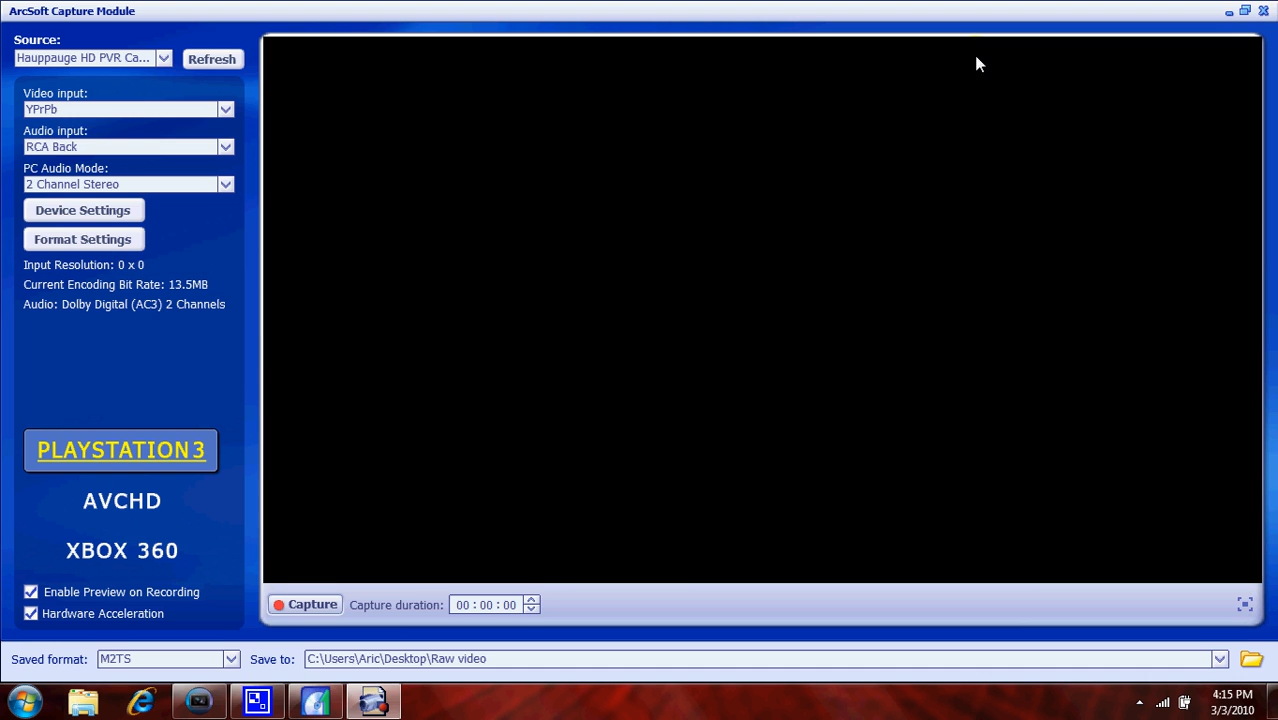 ArcSoft Capture Module
Source:
Hauppauge HD PVR Ca...
Refresh
Video input:
YPrPb
Audio input:
RCA Back
PC Audio Mode:
2 Channel Stereo
Device Settings
Format Settings
Input Resolution: 0 x 0
Current Encoding Bit Rate: 13.5MB
Audio: Dolby Digital (AC3) 2 Channels
PLAYSTATION3
AVCHD
XBOX 360
Enable Preview on Recording
Hardware Acceleration
Capture
Capture duration: 00 : 00 : 00
Saved format: M2TS
Save to: C:\Users\Aric\Desktop\Raw video
4:15 PM
3/3/2010